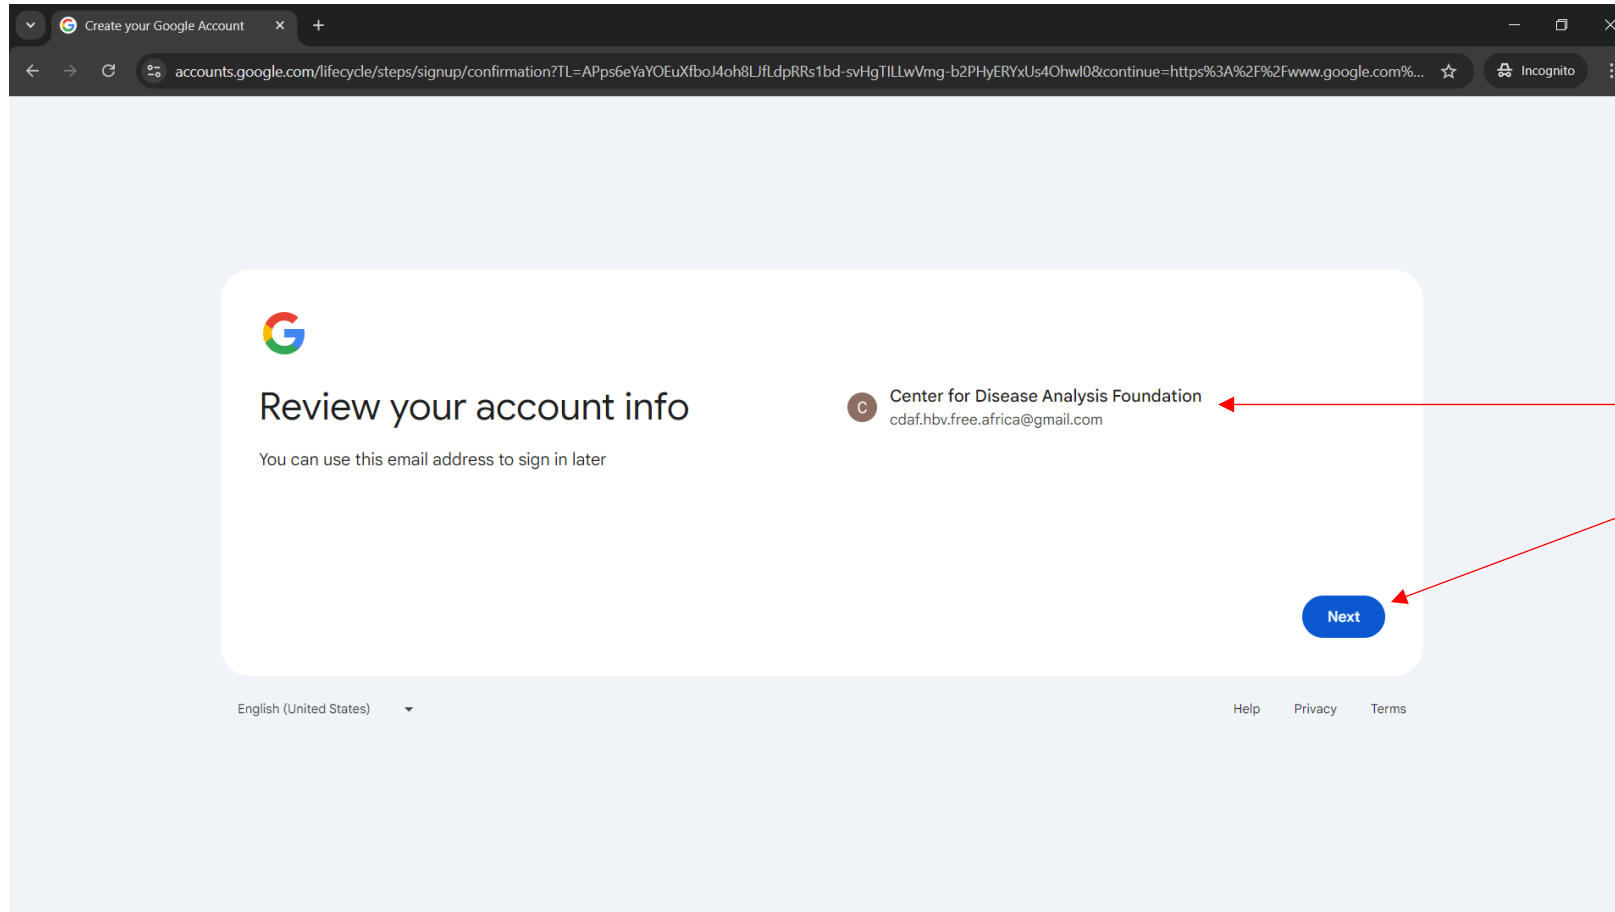 Create your Google Account
accounts.google.com/lifecycle/steps/signup/confirmation?TL=APps6eYaYOEuXfboJ4oh8LJfLdpRRs1bd-svHgTILLwVmg-b2PHyERYxUs4OhwI0&continue=https%3A%2F%2Fwww.google.com%...
Incognito
Review your account info
You can use this email address to sign in later
C
Center for Disease Analysis Foundation
cdaf.hbv.free.africa@gmail.com
Next
English (United States)
Help
Privacy
Terms